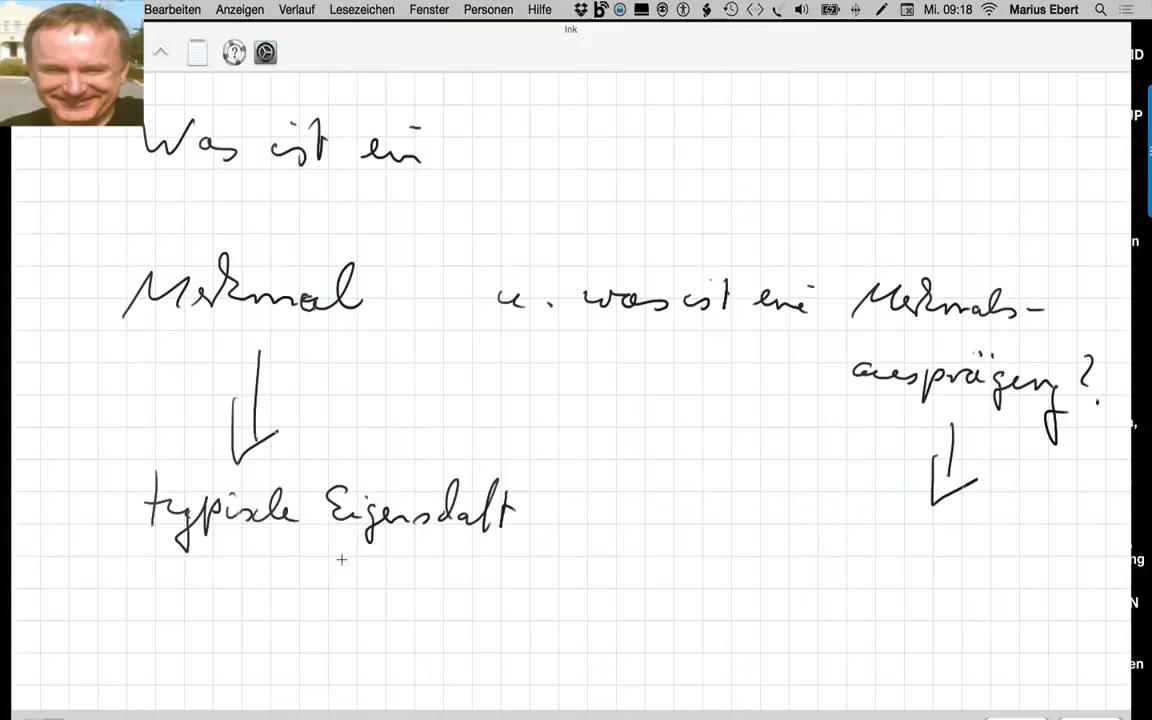 Bearbeiten Anzeigen Verlauf Lesezeichen Fenster Personen Hilfe Mi. 09:18 Marius Ebert
Ink
Was ist ein
Merkmal u. was ist eine Merkmals-
ausprägung?
typische Eigenschaft